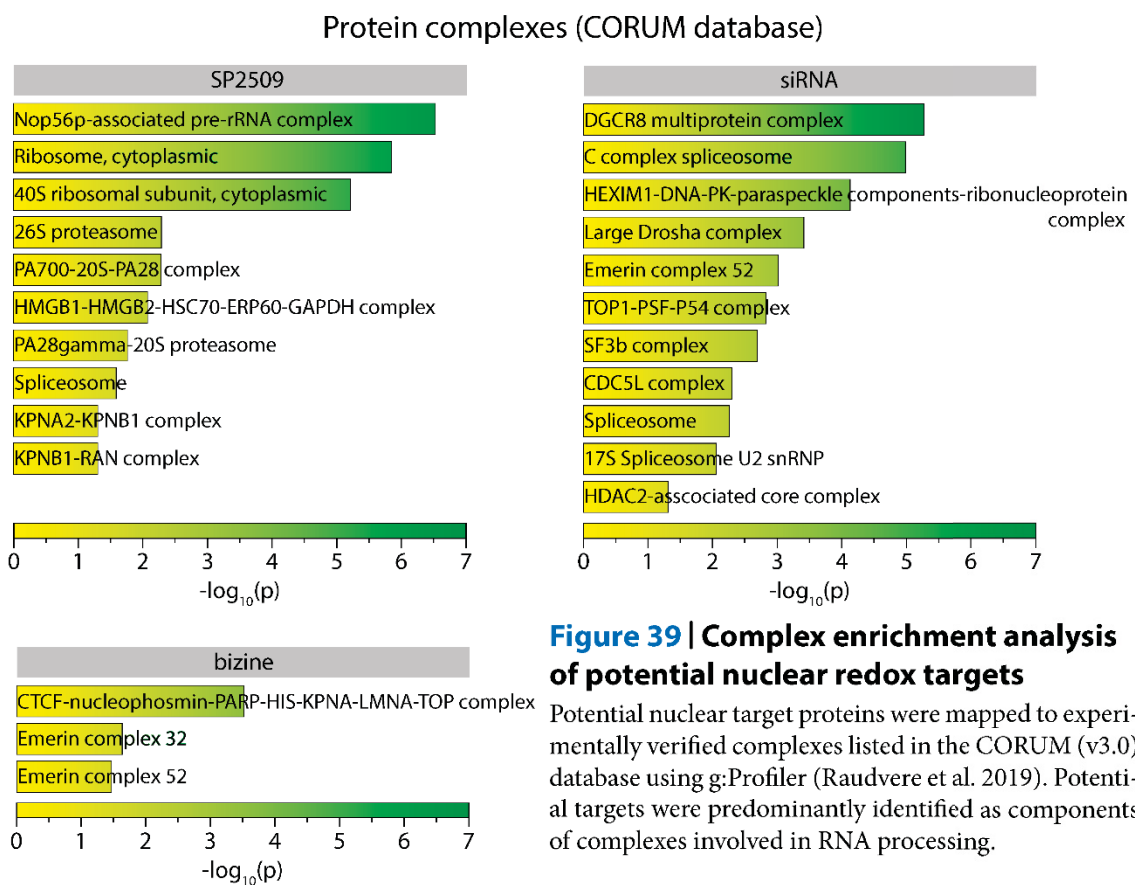 Protein complexes (CORUM database)
SP2509
Nop56p-associated pre-rRNA complex
Ribosome, cytoplasmic
40S ribosomal subunit, cytoplasmic
26S proteasome
PA700-20S-PA28 complex
HMGB1-HMGB2-HSC70-ERP60-GAPDH complex
PA28gamma-20S proteasome
Spliceosome
KPNA2-KPNB1 complex
KPNB1-RAN complex
0 1 2 3 4 5 6 7
-log10(p)
siRNA
DGCR8 multiprotein complex
C complex spliceosome
HEXIM1-DNA-PK-paraspeckle components-ribonucleoprotein
complex
Large Drosha complex
Emerin complex 52
TOP1-PSF-P54 complex
SF3b complex
CDC5L complex
Spliceosome
17S Spliceosome U2 snRNP
HDAC2-asscociated core complex
0 1 2 3 4 5 6 7
-log10(p)
bizine
CTCF-nucleophosmin-PARP-HIS-KPNA-LMNA-TOP complex
Emerin complex 32
Emerin complex 52
0 1 2 3 4 5 6 7
-log10(p)
Figure 39 | Complex enrichment analysis
of potential nuclear redox targets
Potential nuclear target proteins were mapped to experi-
mentally verified complexes listed in the CORUM (v3.0)
database using g:Profiler (Raudvere et al. 2019). Potenti-
al targets were predominantly identified as components
of complexes involved in RNA processing.